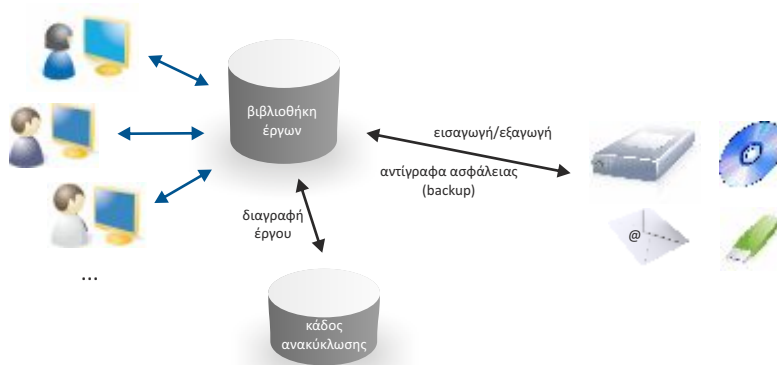 βιβλιοθήκη
έργων
εισαγωγή/εξαγωγή
αντίγραφα ασφάλειας
(backup)
διαγραφή
έργου
@
...
κάδος
ανακύκλωσης